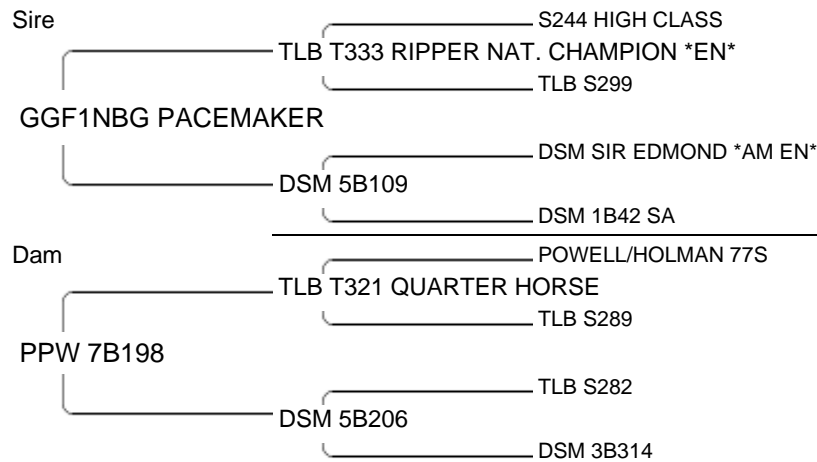 Sire
S244 HIGH CLASS
TLB T333 RIPPER NAT. CHAMPION *EN*
TLB S299
GGF1NBG PACEMAKER
DSM SIR EDMOND *AM EN*
DSM 5B109
DSM 1B42 SA
Dam
POWELL/HOLMAN 77S
TLB T321 QUARTER HORSE
TLB S289
PPW 7B198
TLB S282
DSM 5B206
DSM 3B314